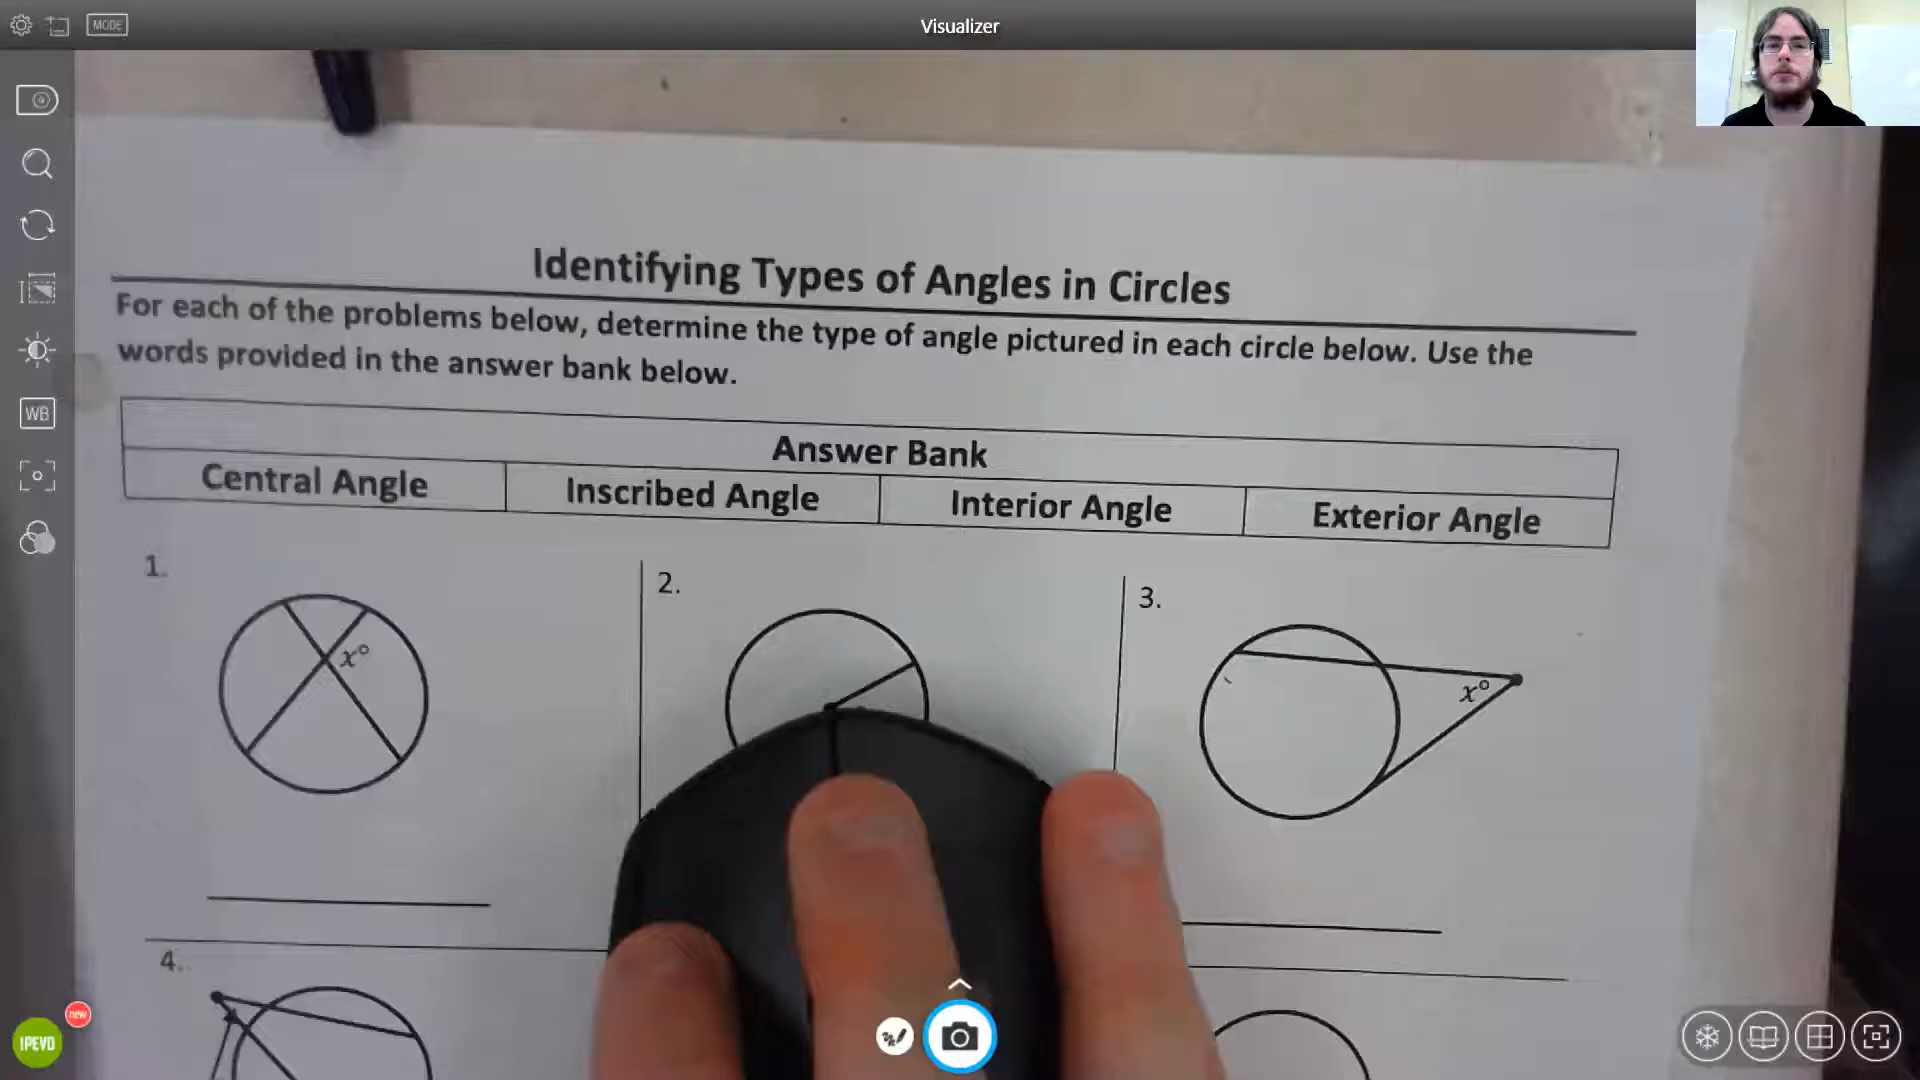 MODE
Visualizer
WB
Identifying Types of Angles in Circles
For each of the problems below, determine the type of angle pictured in each circle below. Use the
words provided in the answer bank below.
Answer Bank
Central Angle
Inscribed Angle
Interior Angle
Exterior Angle
1.
2.
3.
x°
x°
4.
new
IPEVO